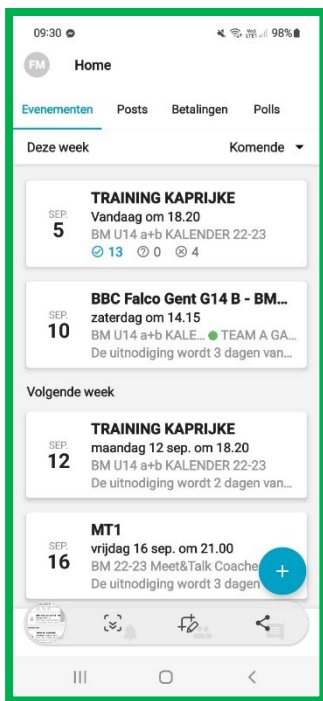 09:30 98%
FM Home
Evenementen Posts Betalingen Polls
Deze week Komende
TRAINING KAPRIJKE
SEP. 5
Vandaag om 18.20
BM U14 a+b KALENDER 22-23
13 0 4
BBC Falco Gent G14 B - BM...
SEP. 10
zaterdag om 14.15
BM U14 a+b KALE... TEAM A GA...
De uitnodiging wordt 3 dagen van...
Volgende week
TRAINING KAPRIJKE
SEP. 12
maandag 12 sep. om 18.20
BM U14 a+b KALENDER 22-23
De uitnodiging wordt 2 dagen van...
MT1
SEP. 16
vrijdag 16 sep. om 21.00
BM 22-23 Meet&Talk Coache
De uitnodiging wordt 3 dagen